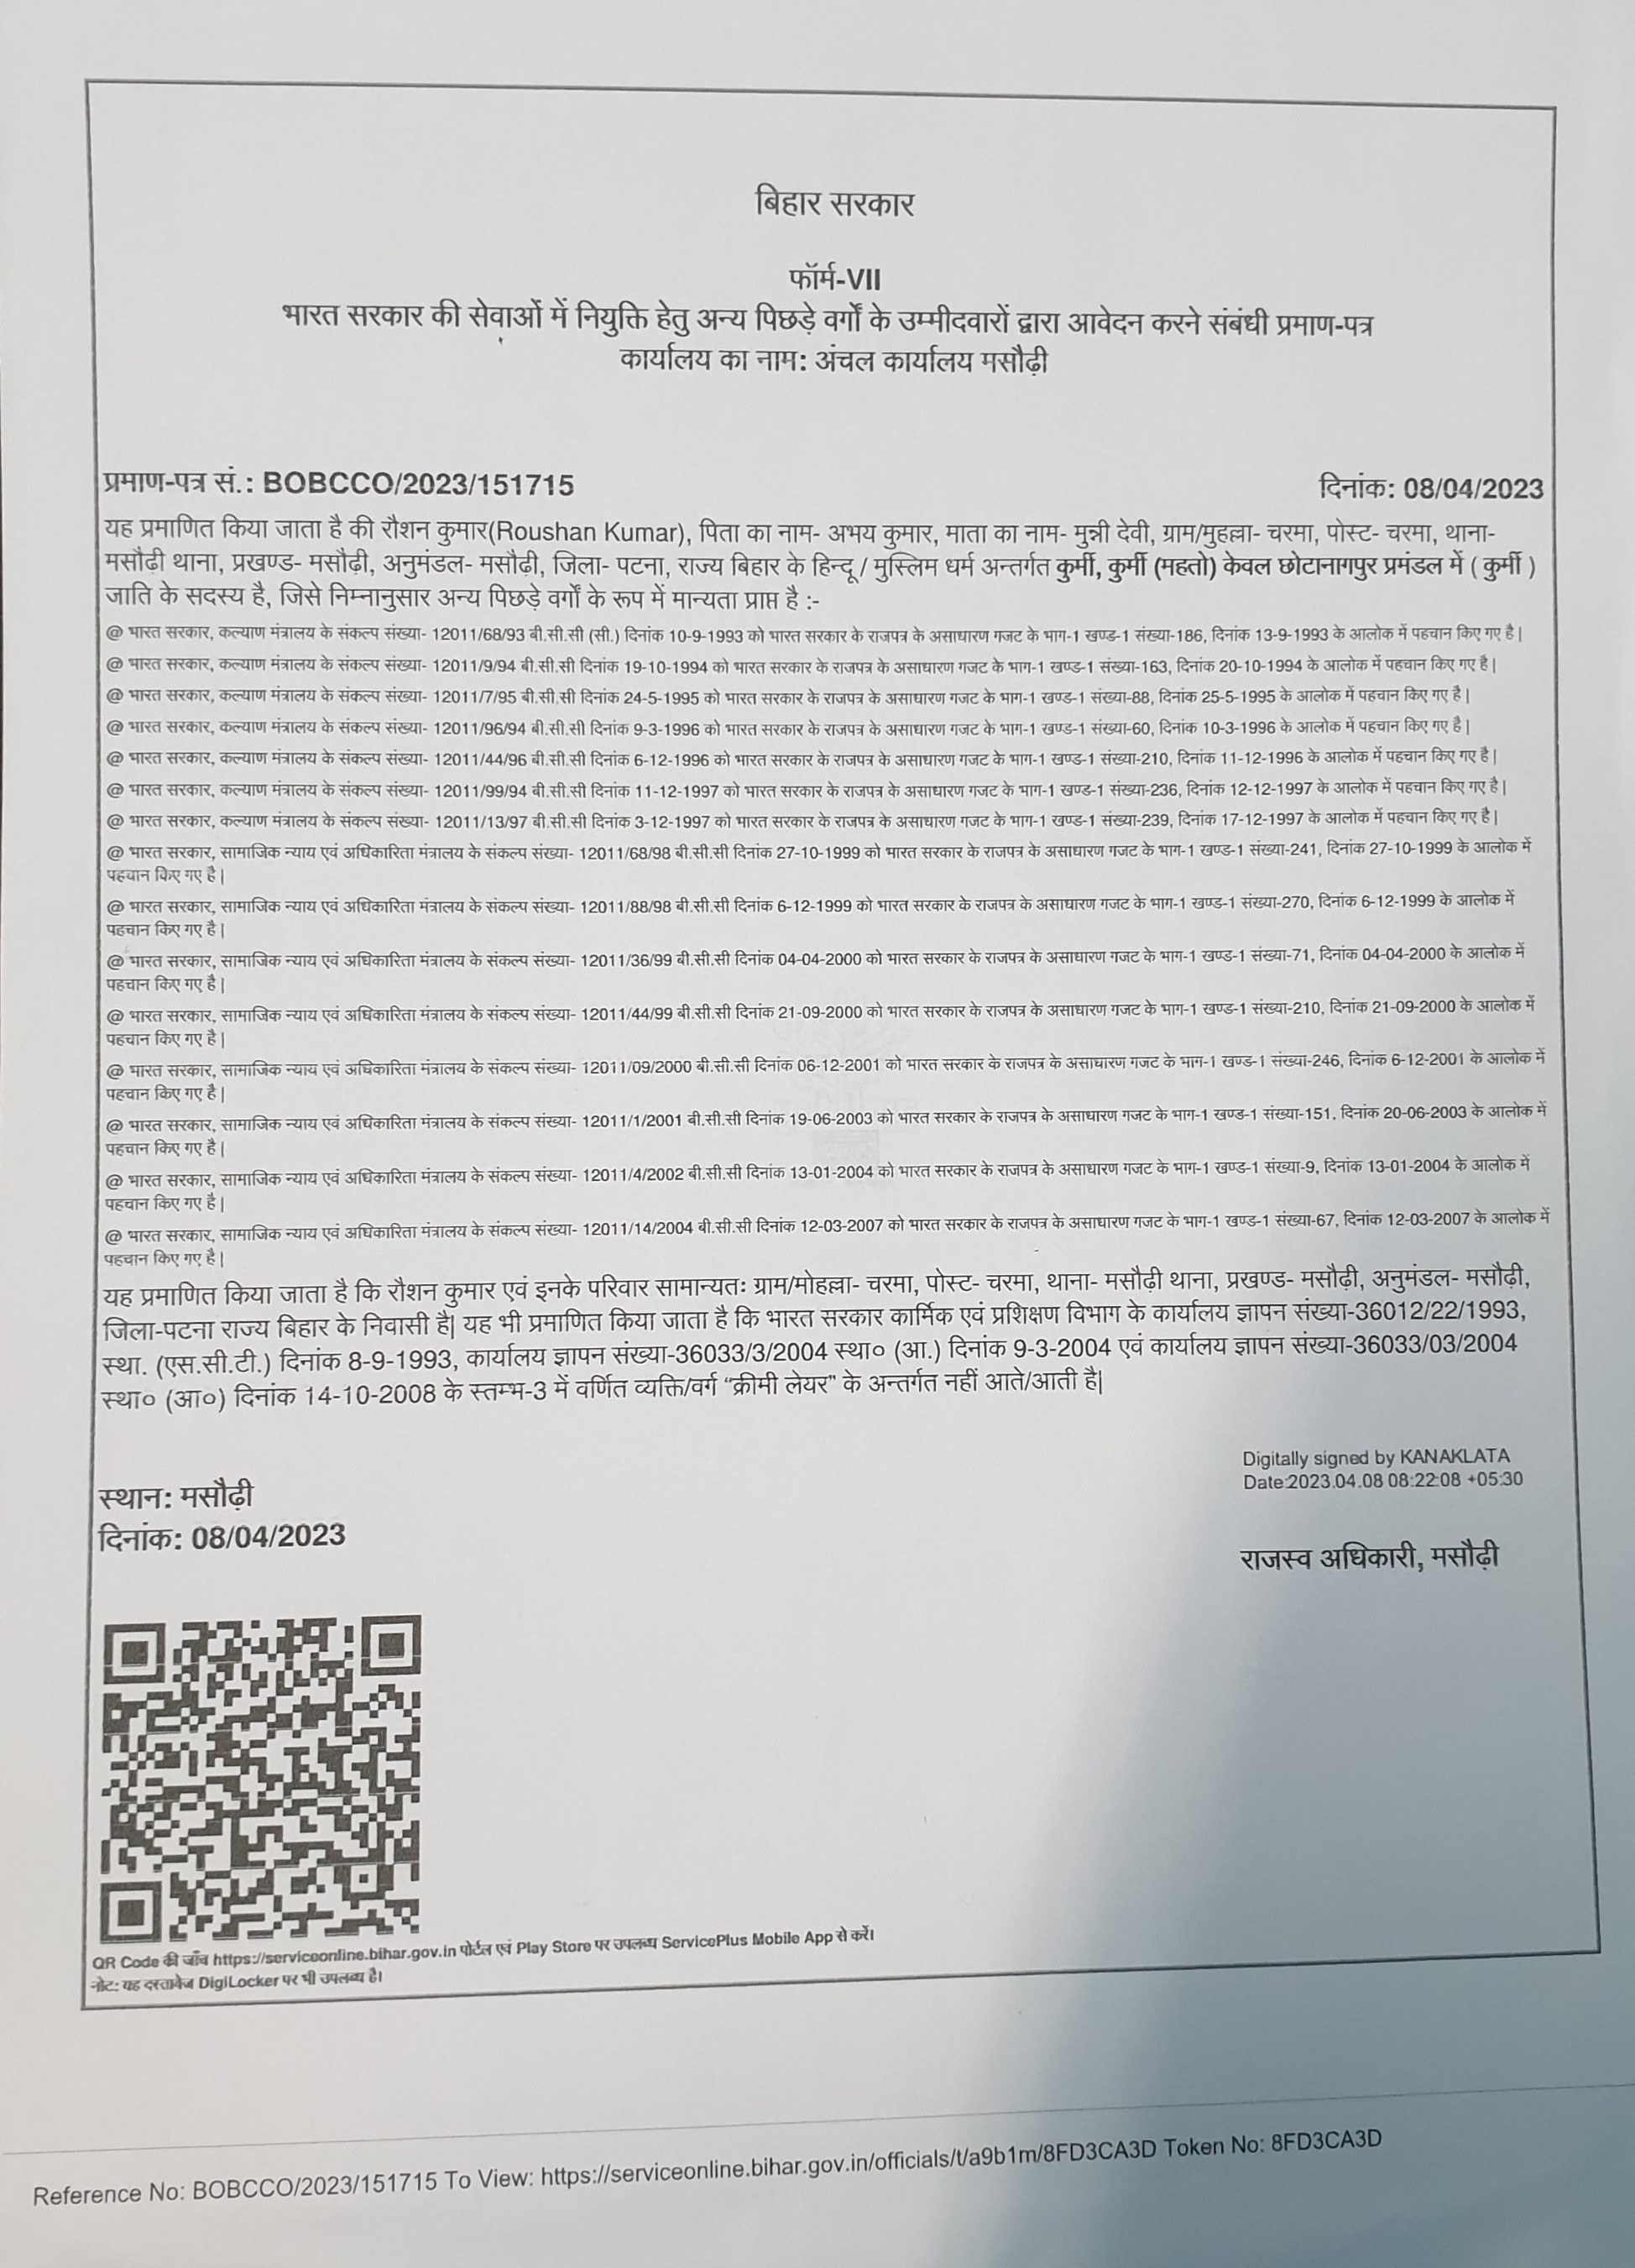 बिहार सरकार
फॉर्म-VII
भारत सरकार की सेवाओं में नियुक्ति हेतु अन्य पिछड़े वर्गों के उम्मीदवारों द्वारा आवेदन करने संबंधी प्रमाण-पत्र
कार्यालय का नाम: अंचल कार्यालय मसौढ़ी
प्रमाण-पत्र सं.: BOBCCO/2023/151715 दिनांक: 08/04/2023
यह प्रमाणित किया जाता है की रौशन कुमार(Roushan Kumar), पिता का नाम- अभय कुमार, माता का नाम- मुन्नी देवी, ग्राम/मुहल्ला- चरमा, पोस्ट- चरमा, थाना-
मसौढ़ी थाना, प्रखण्ड- मसौढ़ी, अनुमंडल- मसौढ़ी, जिला- पटना, राज्य बिहार के हिन्दू / मुस्लिम धर्म अन्तर्गत कुर्मी, कुर्मी (महतो) केवल छोटानागपुर प्रमंडल में ( कुर्मी )
जाति के सदस्य है, जिसे निम्नानुसार अन्य पिछड़े वर्गों के रूप में मान्यता प्राप्त है :-
@ भारत सरकार, कल्याण मंत्रालय के संकल्प संख्या- 12011/68/93 बी.सी.सी (सी.) दिनांक 10-9-1993 को भारत सरकार के राजपत्र के असाधारण गजट के भाग-1 खण्ड-1 संख्या-186, दिनांक 13-9-1993 के आलोक में पहचान किए गए है |
@ भारत सरकार, कल्याण मंत्रालय के संकल्प संख्या- 12011/9/94 बी.सी.सी दिनांक 19-10-1994 को भारत सरकार के राजपत्र के असाधारण गजट के भाग-1 खण्ड-1 संख्या-163, दिनांक 20-10-1994 के आलोक में पहचान किए गए है |
@ भारत सरकार, कल्याण मंत्रालय के संकल्प संख्या- 12011/7/95 बी.सी.सी दिनांक 24-5-1995 को भारत सरकार के राजपत्र के असाधारण गजट के भाग-1 खण्ड-1 संख्या-88, दिनांक 25-5-1995 के आलोक में पहचान किए गए है |
@ भारत सरकार, कल्याण मंत्रालय के संकल्प संख्या- 12011/96/94 बी.सी.सी दिनांक 9-3-1996 को भारत सरकार के राजपत्र के असाधारण गजट के भाग-1 खण्ड-1 संख्या-60, दिनांक 10-3-1996 के आलोक में पहचान किए गए है |
@ भारत सरकार, कल्याण मंत्रालय के संकल्प संख्या- 12011/44/96 बी.सी.सी दिनांक 6-12-1996 को भारत सरकार के राजपत्र के असाधारण गजट के भाग-1 खण्ड-1 संख्या-210, दिनांक 11-12-1996 के आलोक में पहचान किए गए है |
@ भारत सरकार, कल्याण मंत्रालय के संकल्प संख्या- 12011/99/94 बी.सी.सी दिनांक 11-12-1997 को भारत सरकार के राजपत्र के असाधारण गजट के भाग-1 खण्ड-1 संख्या-236, दिनांक 12-12-1997 के आलोक में पहचान किए गए है |
@ भारत सरकार, कल्याण मंत्रालय के संकल्प संख्या- 12011/13/97 बी.सी.सी दिनांक 3-12-1997 को भारत सरकार के राजपत्र के असाधारण गजट के भाग-1 खण्ड-1 संख्या-239, दिनांक 17-12-1997 के आलोक में पहचान किए गए है |
@ भारत सरकार, सामाजिक न्याय एवं अधिकारिता मंत्रालय के संकल्प संख्या- 12011/68/98 बी.सी.सी दिनांक 27-10-1999 को भारत सरकार के राजपत्र के असाधारण गजट के भाग-1 खण्ड-1 संख्या-241, दिनांक 27-10-1999 के आलोक में
पहचान किए गए है |
@ भारत सरकार, सामाजिक न्याय एवं अधिकारिता मंत्रालय के संकल्प संख्या- 12011/88/98 बी.सी.सी दिनांक 6-12-1999 को भारत सरकार के राजपत्र के असाधारण गजट के भाग-1 खण्ड-1 संख्या-270, दिनांक 6-12-1999 के आलोक में
पहचान किए गए है |
@ भारत सरकार, सामाजिक न्याय एवं अधिकारिता मंत्रालय के संकल्प संख्या- 12011/36/99 बी.सी.सी दिनांक 04-04-2000 को भारत सरकार के राजपत्र के असाधारण गजट के भाग-1 खण्ड-1 संख्या-71, दिनांक 04-04-2000 के आलोक में
पहचान किए गए है |
@ भारत सरकार, सामाजिक न्याय एवं अधिकारिता मंत्रालय के संकल्प संख्या- 12011/44/99 बी.सी.सी दिनांक 21-09-2000 को भारत सरकार के राजपत्र के असाधारण गजट के भाग-1 खण्ड-1 संख्या-210, दिनांक 21-09-2000 के आलोक में
पहचान किए गए है |
@ भारत सरकार, सामाजिक न्याय एवं अधिकारिता मंत्रालय के संकल्प संख्या- 12011/09/2000 बी.सी.सी दिनांक 06-12-2001 को भारत सरकार के राजपत्र के असाधारण गजट के भाग-1 खण्ड-1 संख्या-246, दिनांक 6-12-2001 के आलोक में
पहचान किए गए है |
@ भारत सरकार, सामाजिक न्याय एवं अधिकारिता मंत्रालय के संकल्प संख्या- 12011/1/2001 बी.सी.सी दिनांक 19-06-2003 को भारत सरकार के राजपत्र के असाधारण गजट के भाग-1 खण्ड-1 संख्या-151, दिनांक 20-06-2003 के आलोक में
पहचान किए गए है |
@ भारत सरकार, सामाजिक न्याय एवं अधिकारिता मंत्रालय के संकल्प संख्या- 12011/4/2002 बी.सी.सी दिनांक 13-01-2004 को भारत सरकार के राजपत्र के असाधारण गजट के भाग-1 खण्ड-1 संख्या-9, दिनांक 13-01-2004 के आलोक में
पहचान किए गए है |
@ भारत सरकार, सामाजिक न्याय एवं अधिकारिता मंत्रालय के संकल्प संख्या- 12011/14/2004 बी.सी.सी दिनांक 12-03-2007 को भारत सरकार के राजपत्र के असाधारण गजट के भाग-1 खण्ड-1 संख्या-67, दिनांक 12-03-2007 के आलोक में
पहचान किए गए है |
यह प्रमाणित किया जाता है कि रौशन कुमार एवं इनके परिवार सामान्यतः ग्राम/मोहल्ला- चरमा, पोस्ट- चरमा, थाना- मसौढ़ी थाना, प्रखण्ड- मसौढ़ी, अनुमंडल- मसौढ़ी,
जिला-पटना राज्य बिहार के निवासी है| यह भी प्रमाणित किया जाता है कि भारत सरकार कार्मिक एवं प्रशिक्षण विभाग के कार्यालय ज्ञापन संख्या-36012/22/1993,
स्था. (एस.सी.टी.) दिनांक 8-9-1993, कार्यालय ज्ञापन संख्या-36033/3/2004 स्था० (आ.) दिनांक 9-3-2004 एवं कार्यालय ज्ञापन संख्या-36033/03/2004
स्था० (आ०) दिनांक 14-10-2008 के स्तम्भ-3 में वर्णित व्यक्ति/वर्ग “क्रीमी लेयर” के अन्तर्गत नहीं आते/आती है|
Digitally signed by KANAKLATA
Date:2023.04.08 08:22:08 +05:30
स्थान: मसौढ़ी
दिनांक: 08/04/2023
राजस्व अधिकारी, मसौढ़ी
QR Code की जाँच https://serviceonline.bihar.gov.in पोर्टल एवं Play Store पर उपलब्ध ServicePlus Mobile App से करें।
नोट: यह दस्तावेज DigiLocker पर भी उपलब्ध है।
Reference No: BOBCCO/2023/151715 To View: https://serviceonline.bihar.gov.in/officials/t/a9b1m/8FD3CA3D Token No: 8FD3CA3D